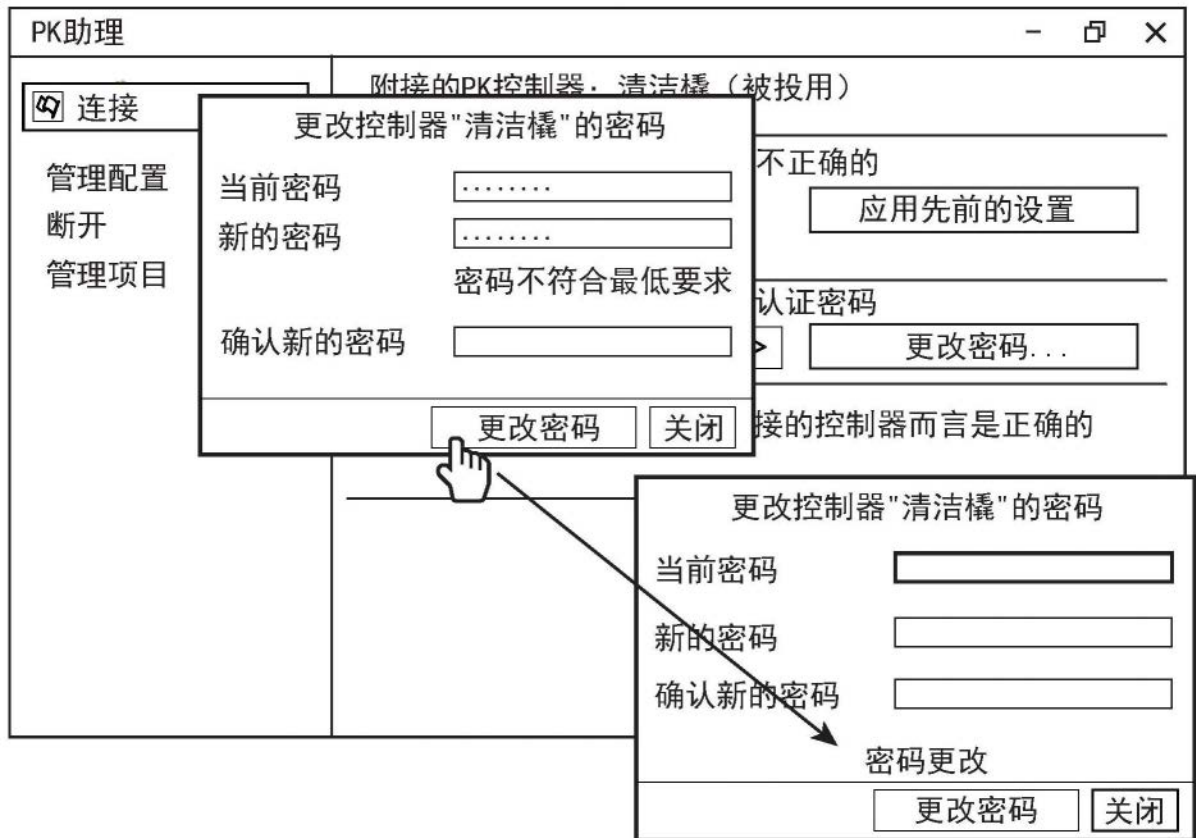 PK助理
连接
管理配置
断开
管理项目
附接的PK控制器：清洁橇（被投用）
不正确的
应用先前的设置
认证密码
>
更改密码...
接的控制器而言是正确的
更改控制器"清洁橇"的密码
当前密码
........
新的密码
........
密码不符合最低要求
确认新的密码
更改密码
关闭
更改控制器"清洁橇"的密码
当前密码
新的密码
确认新的密码
密码更改
更改密码
关闭